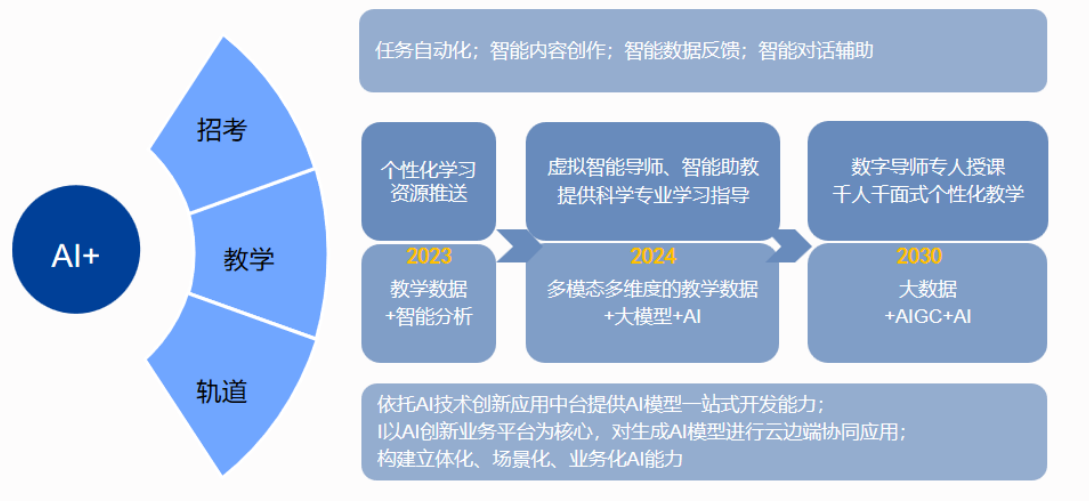 AI+
招考
任务自动化；智能内容创作；智能数据反馈；智能对话辅助
教学
个性化学习
资源推送
2023
教学数据
+智能分析
虚拟智能导师、智能助教
提供科学专业学习指导
2024
多模态多维度的教学数据
+大模型+AI
数字导师专人授课
千人千面式个性化教学
2030
大数据
+AIGC+AI
轨道
依托AI技术创新应用中台提供AI模型一站式开发能力；
I以AI创新业务平台为核心，对生成AI模型进行云边端协同应用；
构建立体化、场景化、业务化AI能力